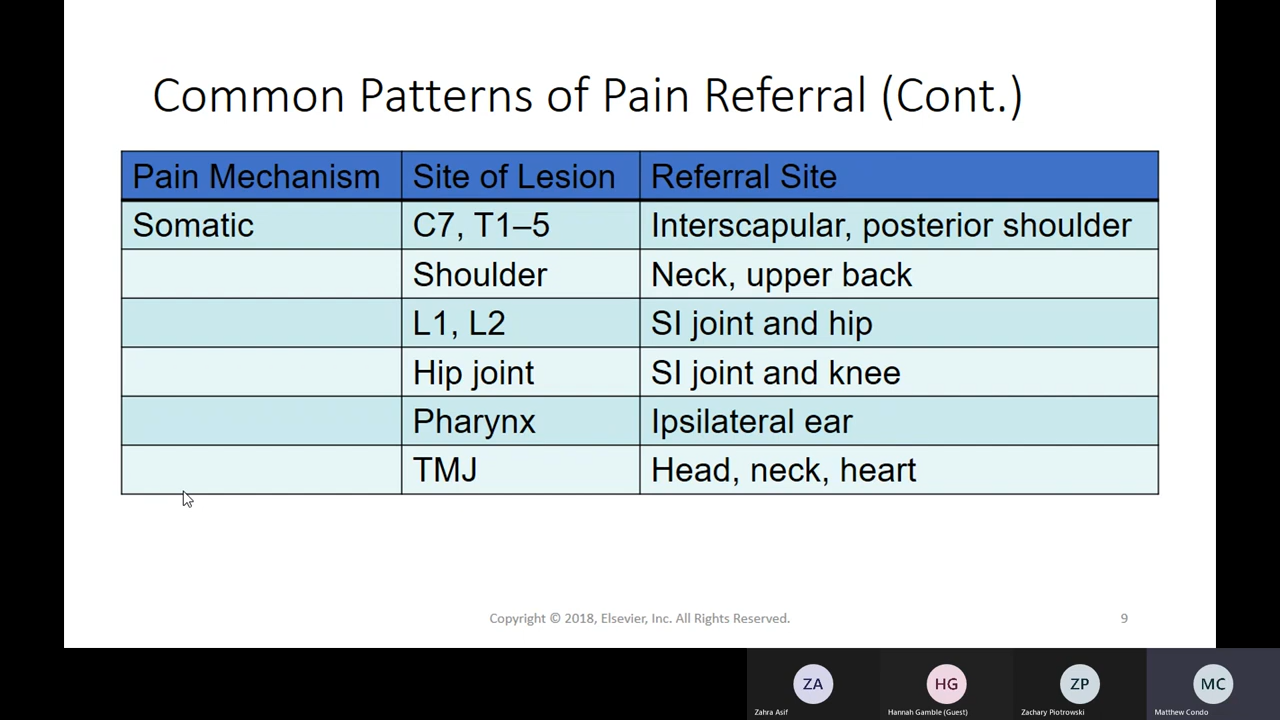 Common Patterns of Pain Referral (Cont.)
Pain Mechanism Site of Lesion Referral Site
Somatic C7, T1–5 Interscapular, posterior shoulder
Shoulder Neck, upper back
L1, L2 SI joint and hip
Hip joint SI joint and knee
Pharynx Ipsilateral ear
TMJ Head, neck, heart
Copyright © 2018, Elsevier, Inc. All Rights Reserved. 9
ZA HG ZP MC
Zahra Asif Hannah Gamble (Guest) Zachary Piotrowski Matthew Condo